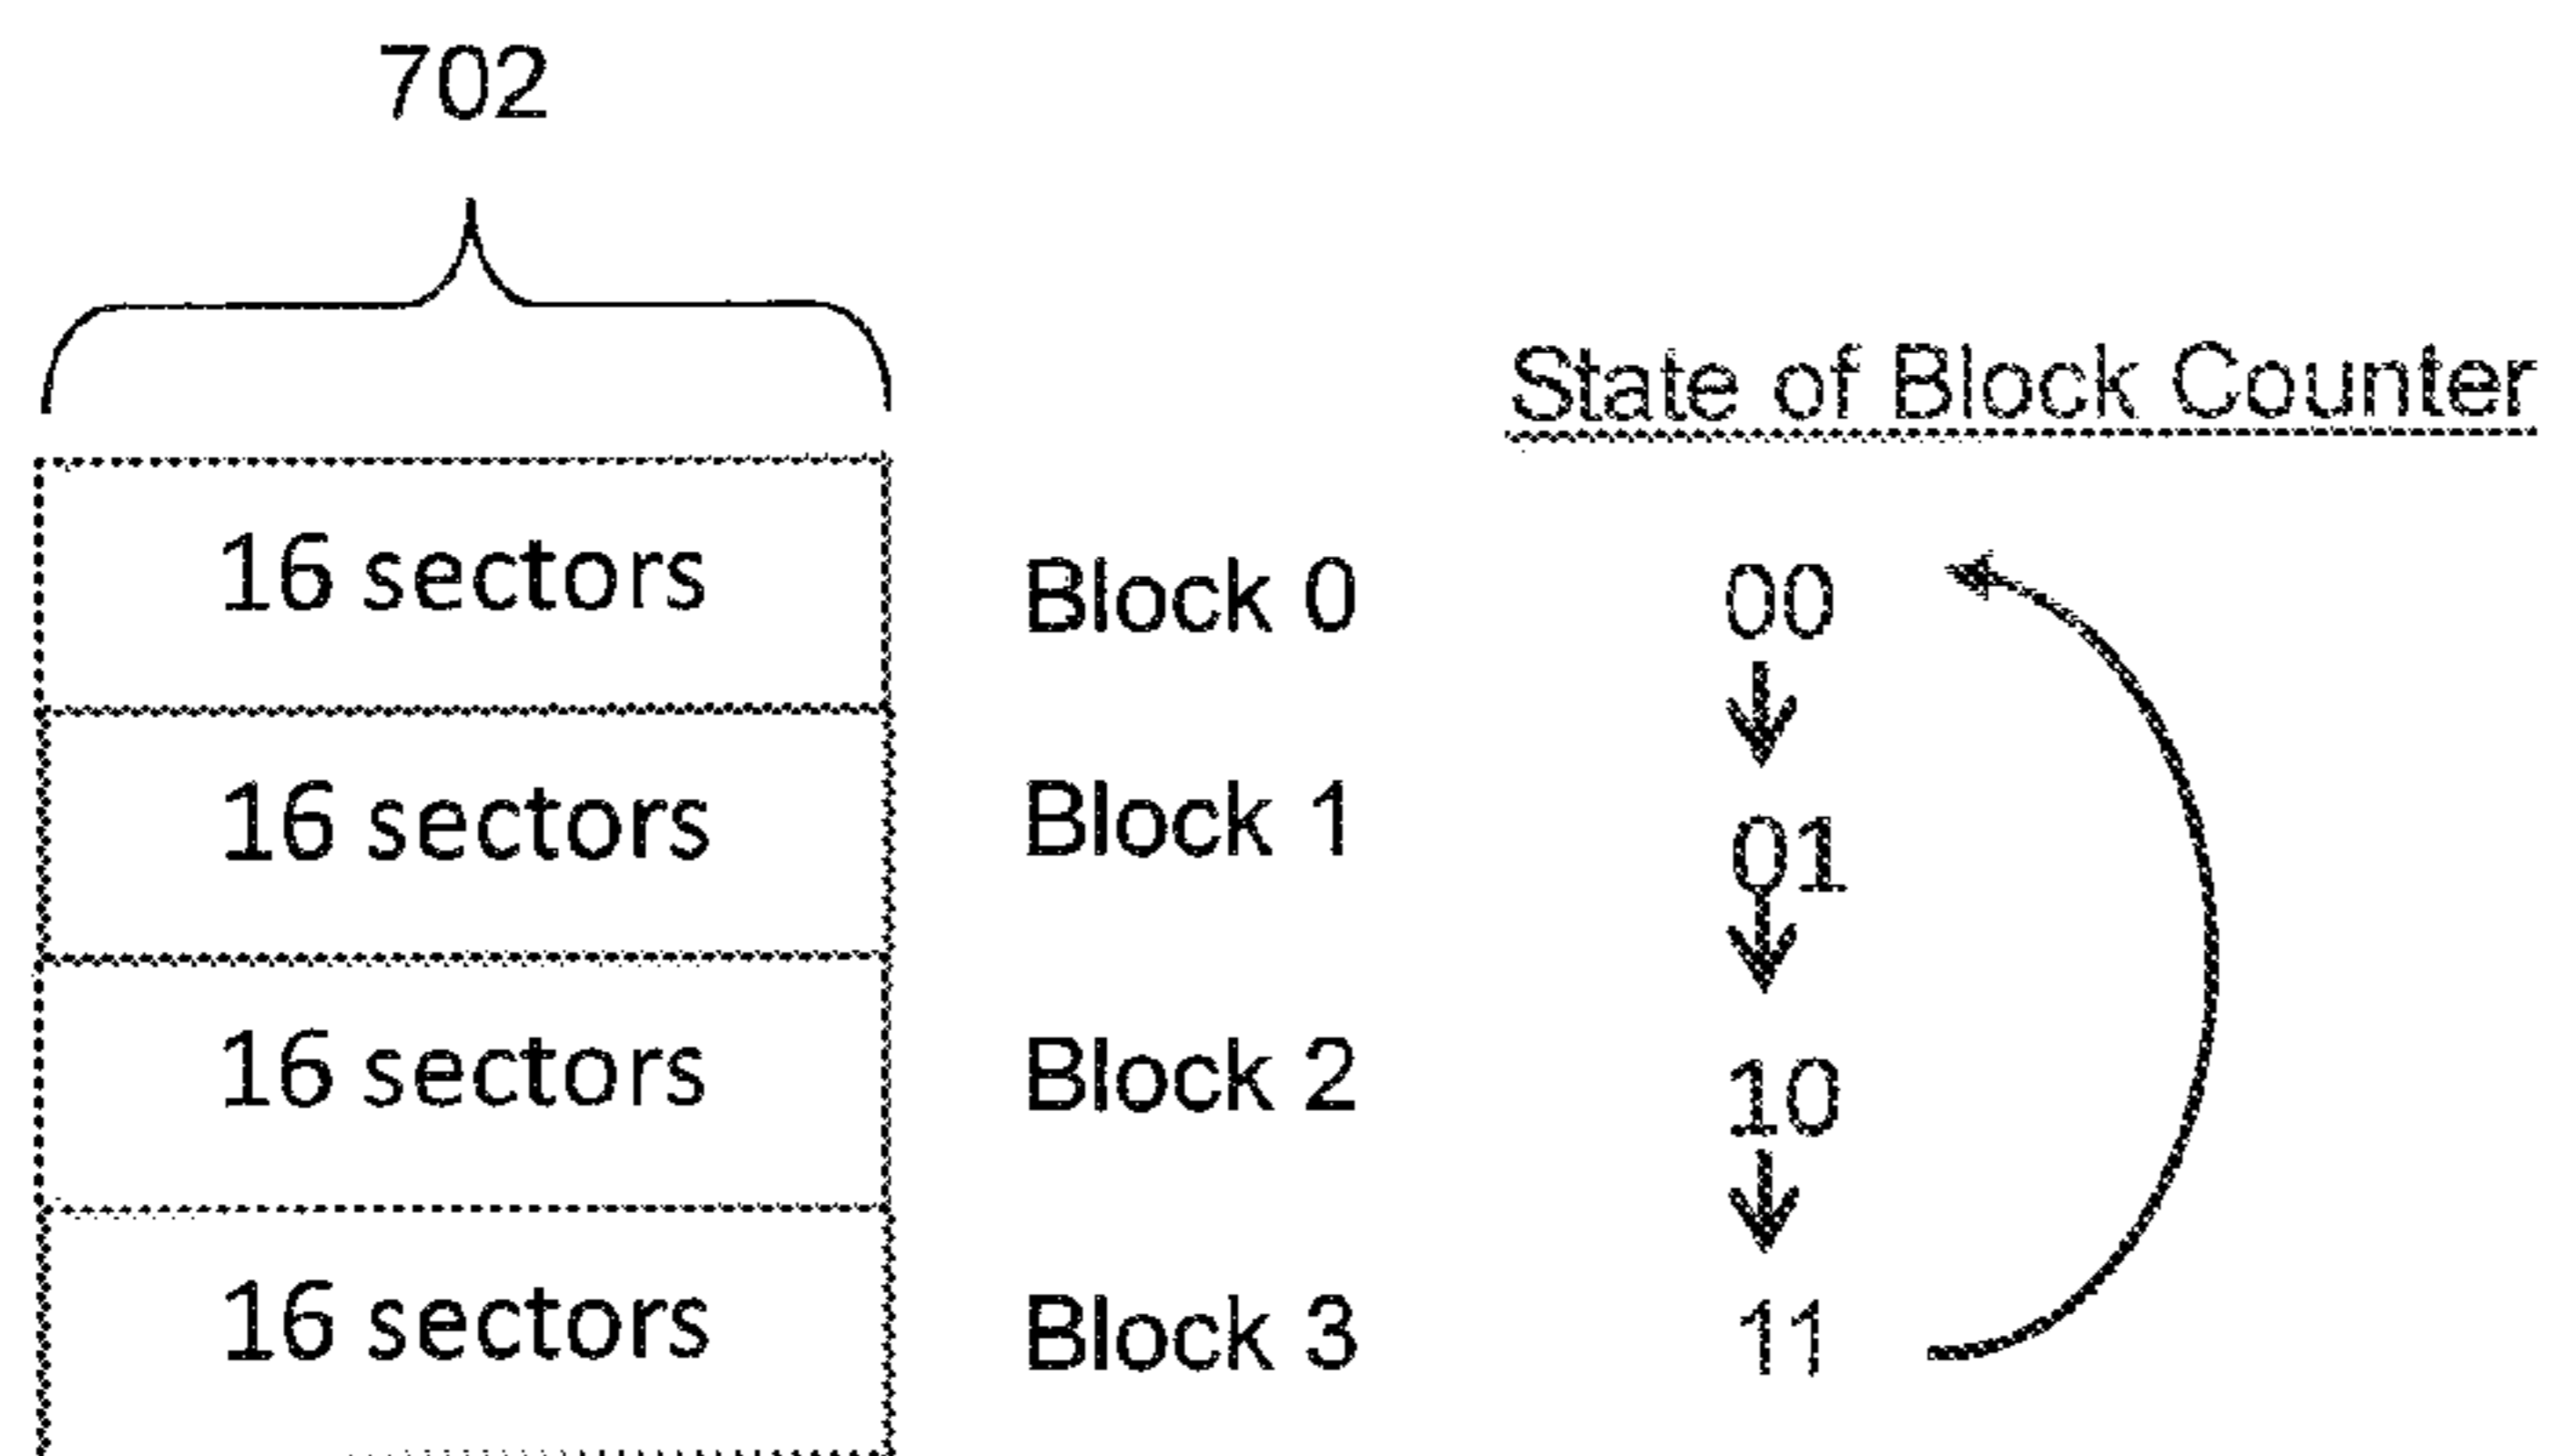 702
State of Block Counter
16 sectors Block 0 00
16 sectors Block 1 01
16 sectors Block 2 10
16 sectors Block 3 11